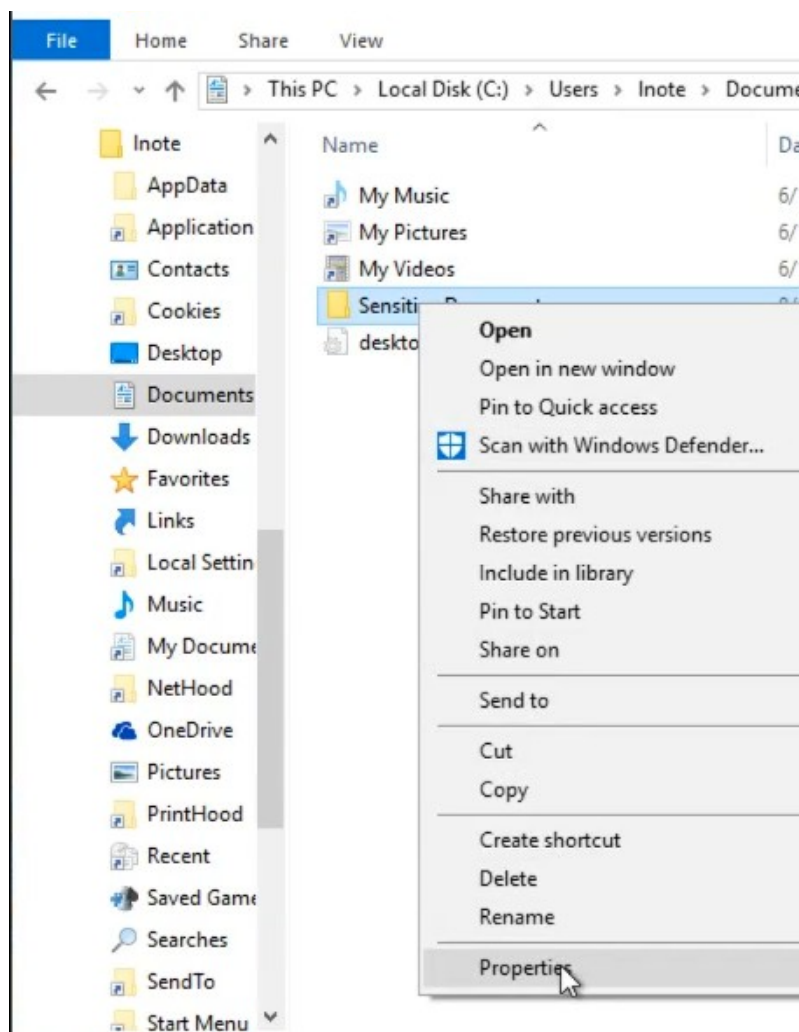 File Home Share View
This PC > Local Disk (C:) > Users > Inote >
Inote
AppData
Application
Contacts
Cookies
Desktop
Documents
Downloads
Favorites
Links
Local Settin
Music
My Docume
NetHood
OneDrive
Pictures
PrintHood
Recent
Saved Game
Searches
SendTo
Start Menu
Name
My Music
6/
My Pictures
6/
My Videos
6/
Open
Open in new window
Pin to Quick access
Scan with Windows Defender...
Share with
Restore previous versions
Include in library
Pin to Start
Share on
Send to
Cut
Copy
Create shortcut
Delete
Rename
Properties